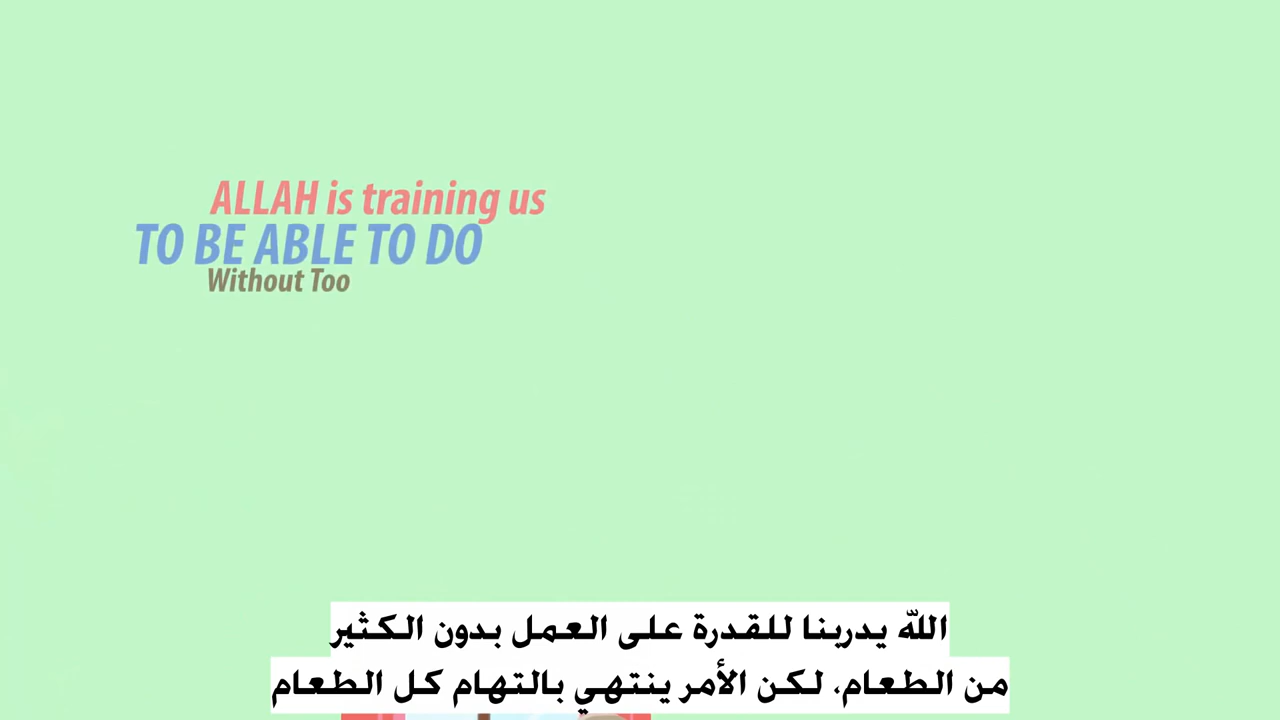 ALLAH is training us
TO BE ABLE TO DO
Without Too
الله يدربنا للقدرة على العمل بدون الكثير
من الطعام، لكن الأمر ينتهي بالتهام كل الطعام